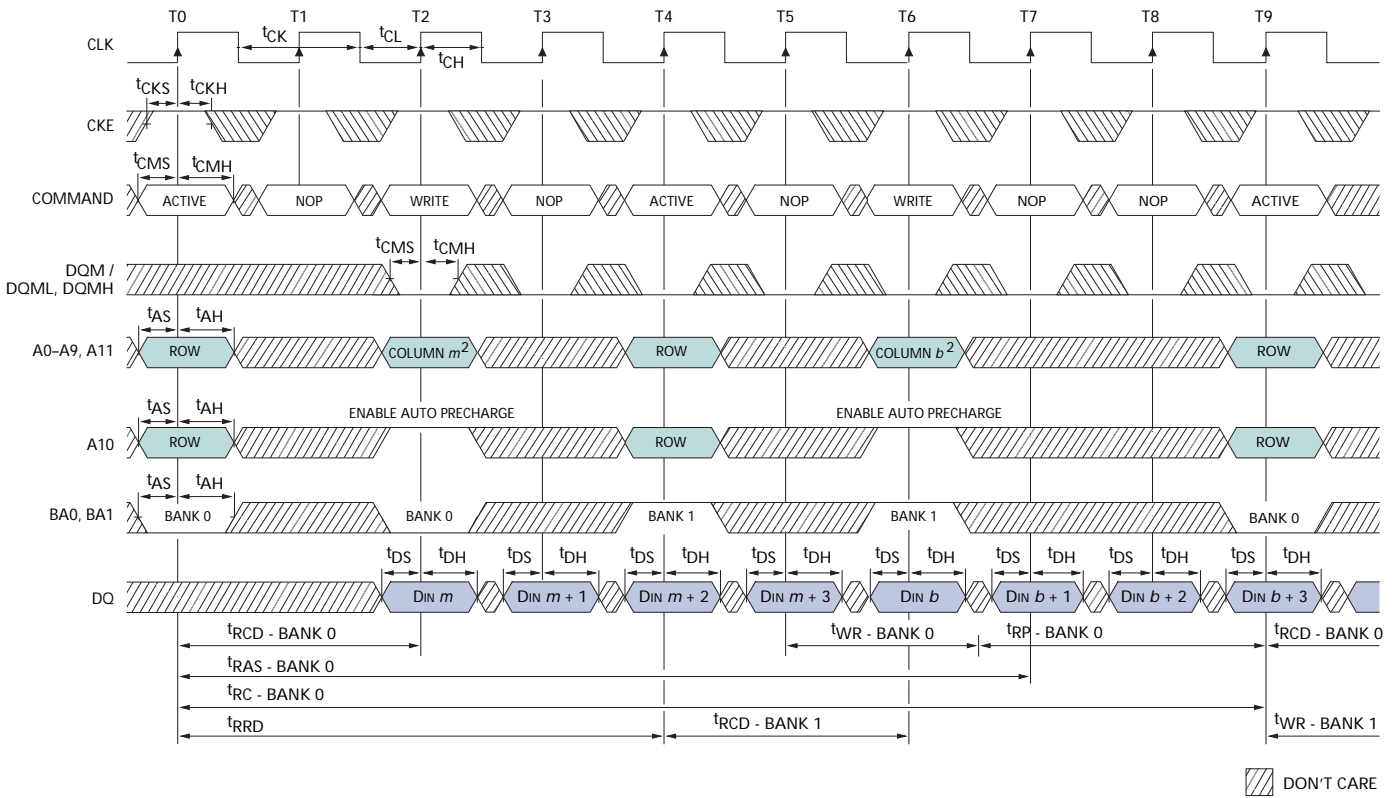 T0 T1 T2 T3 T4 T5 T6 T7 T8 T9
CLK tCK tCL tCH
tCKS tCKH
CKE
tCMS tCMH
COMMAND ACTIVE NOP WRITE NOP ACTIVE NOP WRITE NOP NOP ACTIVE
tCMS tCMH
DQM /
DQML, DQMH
tAS tAH
A0–A9, A11 ROW COLUMN m2 ROW COLUMN b2 ROW
tAS tAH ENABLE AUTO PRECHARGE ENABLE AUTO PRECHARGE
A10 ROW ROW ROW
tAS tAH
BA0, BA1 BANK 0 BANK 0 BANK 1 BANK 1 BANK 0
tDS tDH tDS tDH tDS tDH tDS tDH tDS tDH tDS tDH tDS tDH tDS tDH
DQ DIN m DIN m + 1 DIN m + 2 DIN m + 3 DIN b DIN b + 1 DIN b + 2 DIN b + 3
tRCD - BANK 0 tWR - BANK 0 tRP - BANK 0 tRCD - BANK 0
tRAS - BANK 0
tRC - BANK 0
tRRD tRCD - BANK 1 tWR - BANK 1
DON'T CARE